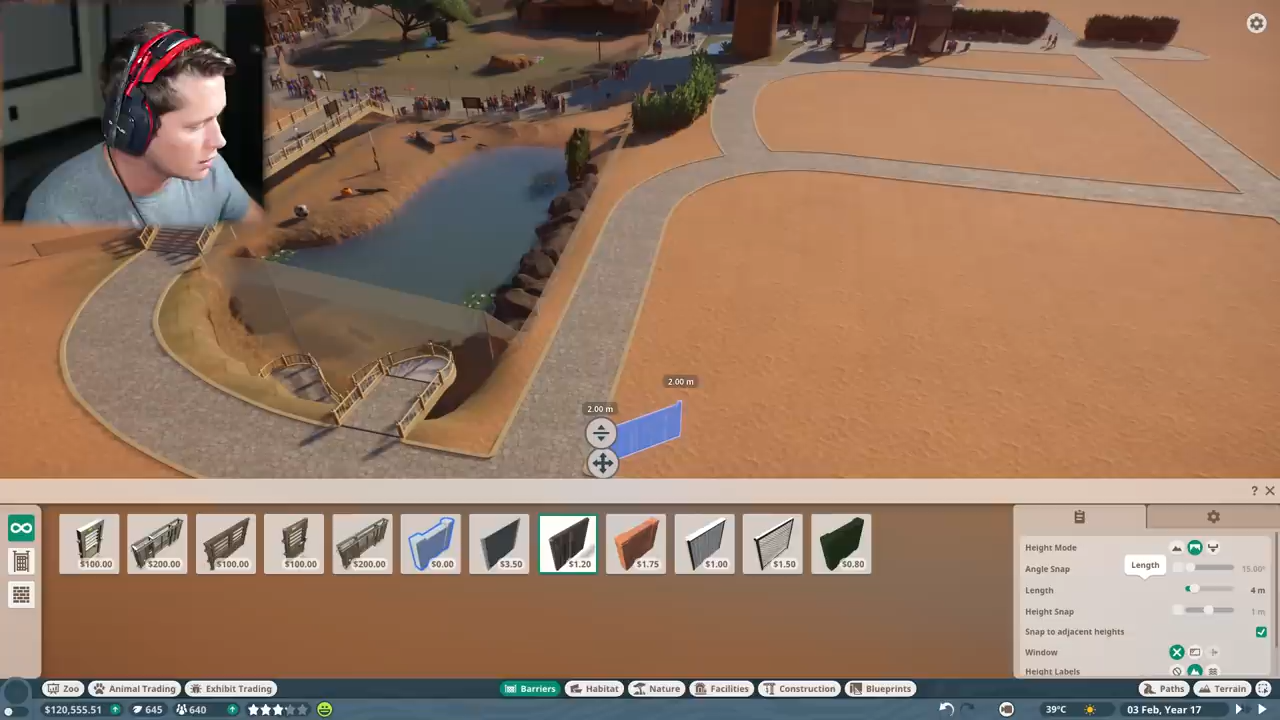 2.00 m
2.00 m
?
$100.00
$200.00
$100.00
$100.00
$200.00
$0.00
$3.50
$1.20
$1.75
$1.00
$1.50
$0.80
Height Mode
Angle Snap
15.00°
Length
Length
4 m
Height Snap
1 m
Snap to adjacent heights
Window
Height Labels
Zoo
Animal Trading
Exhibit Trading
Barriers
Habitat
Nature
Facilities
Construction
Blueprints
Paths
Terrain
$120,555.51
645
640
39°C
03 Feb, Year 17